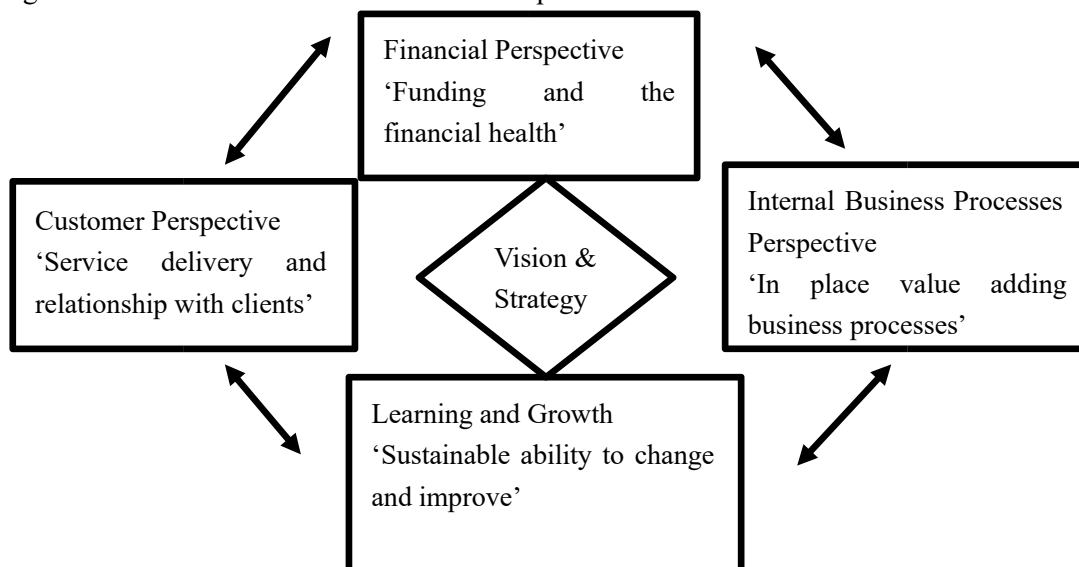 Financial Perspective
‘Funding and the
financial health’
Customer Perspective
‘Service delivery and
relationship with clients’
Vision &
Strategy
Internal Business Processes
Perspective
‘In place value adding
business processes’
Learning and Growth
‘Sustainable ability to change
and improve’